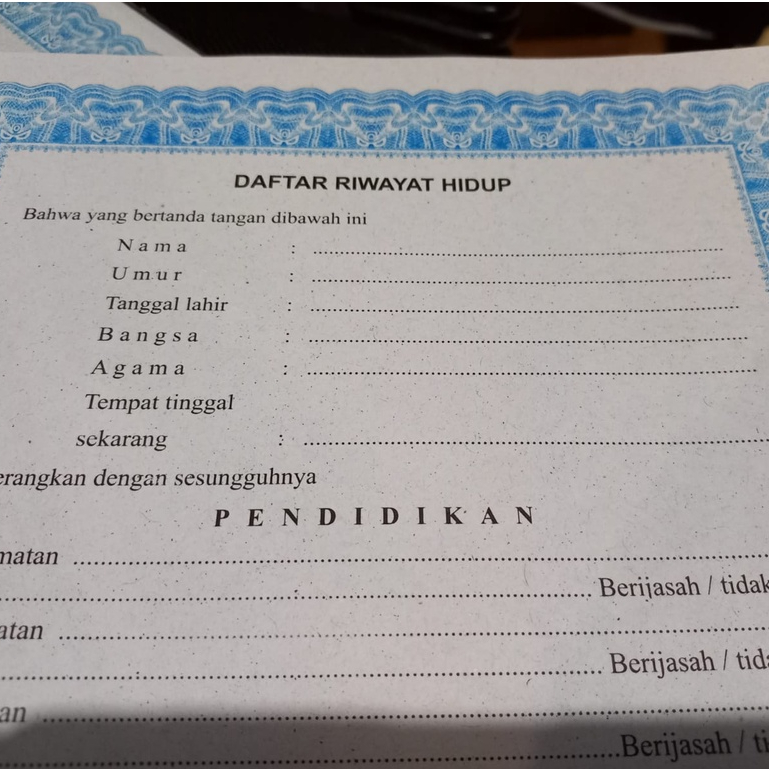 DAFTAR RIWAYAT HIDUP
Bahwa yang bertanda tangan dibawah ini
N a m a : ........................................
U m u r : ........................................
Tanggal lahir : ........................................
B a n g s a : ........................................
A g a m a : ........................................
Tempat tinggal
sekarang : ........................................
erangkan dengan sesungguhnya
P E N D I D I K A N
matan ........................................
........................................ Berijasah / tidak
atan ........................................
........................................ Berijasah / tida
an ........................................
........................................ Berijasah / ti